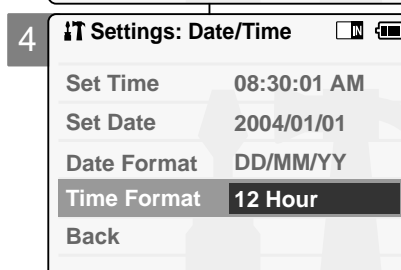 4
Settings: Date/Time IN
Set Time 08:30:01 AM
Set Date 2004/01/01
Date Format DD/MM/YY
Time Format 12 Hour
Back